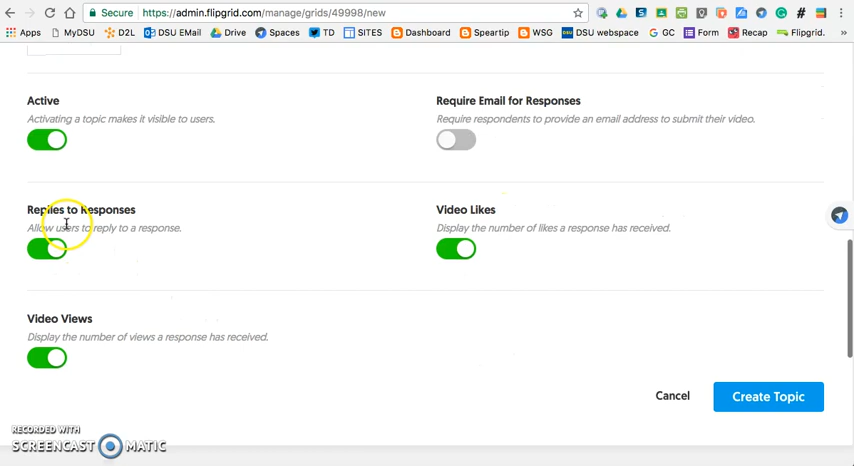 Secure https://admin.flipgrid.com/manage/grids/49998/new
Apps MyDSU D2L DSU EMail Drive Spaces TD SITES Dashboard Speartip WSG DSU webspace GC Form Recap Flipgrid. »
Active
Activating a topic makes it visible to users.
Require Email for Responses
Require respondents to provide an email address to submit their video.
Replies to Responses
Allow users to reply to a response.
Video Likes
Display the number of likes a response has received.
Video Views
Display the number of views a response has received.
Cancel
Create Topic
RECORDED WITH
SCREENCAST MATIC